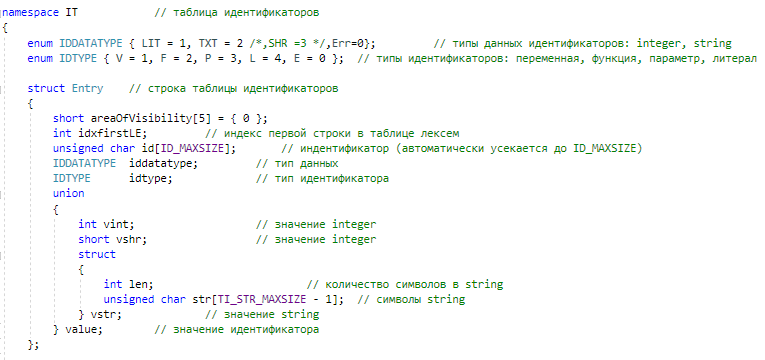 namespace IT            // таблица идентификаторов
{
    enum IDDATATYPE { LIT = 1, TXT = 2 /*,SHR =3 */,Err=0};         // типы данных идентификаторов: integer, string
    enum IDTYPE { V = 1, F = 2, P = 3, L = 4, E = 0 };  // типы идентификаторов: переменная, функция, параметр, литерал

    struct Entry    // строка таблицы идентификаторов
    {
        short areaOfVisibility[5] = { 0 };
        int idxfirstLE;         // индекс первой строки в таблице лексем
        unsigned char id[ID_MAXSIZE];       // индентификатор (автоматически усекается до ID_MAXSIZE)
        IDDATATYPE  iddatatype;         // тип данных
        IDTYPE      idtype;             // тип идентификатора
        union
        {
            int vint;                   // значение integer
            short vshr;                 // значение integer
            struct
            {
                int len;                        // количество символов в string
                unsigned char str[TI_STR_MAXSIZE - 1];  // символы string
            } vstr;             // значение string
        } value;        // значение идентификатора
    };